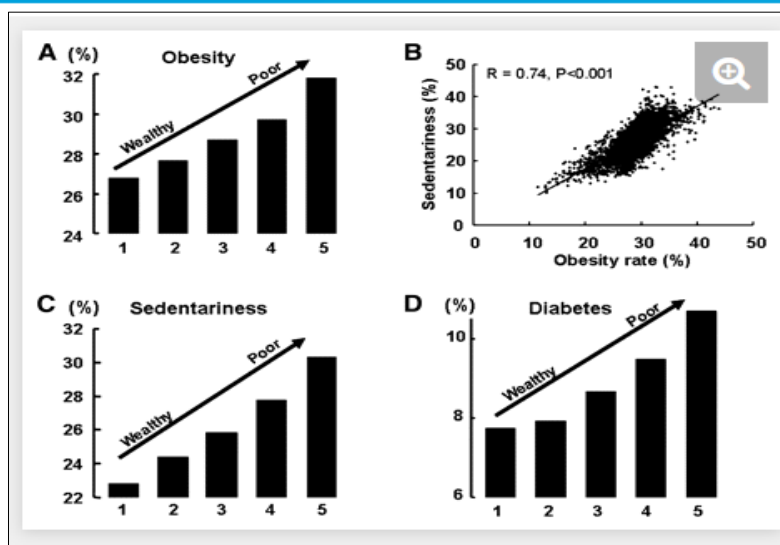 A (%) Obesity
32
30
28
26
24
Wealthy
Poor
1 2 3 4 5
B
R = 0.74, P<0.001
Sedentariness (%)
50
40
30
20
10
0
0 10 20 30 40 50
Obesity rate (%)
C (%) Sedentariness
32
30
28
26
24
22
Wealthy
Poor
1 2 3 4 5
D (%) Diabetes
10
8
6
Wealthy
Poor
1 2 3 4 5